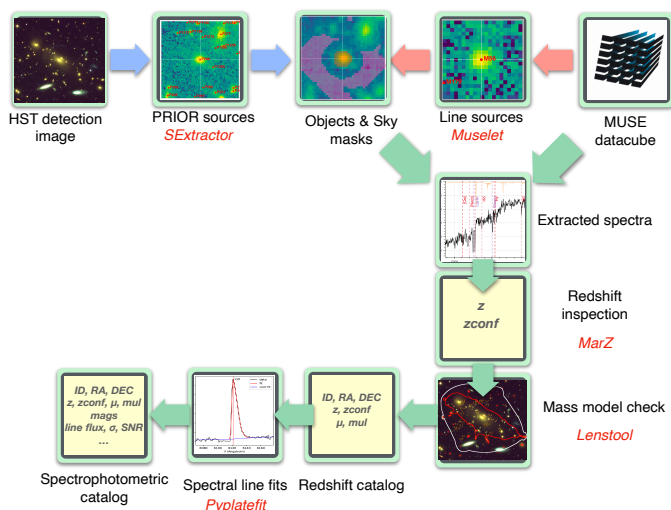 HST detection
image
PRIOR sources
SExtractor
Objects & Sky
masks
Line sources
Muselet
MUSE
datacube
Extracted spectra
z
zconf
Redshift
inspection
MarZ
Mass model check
Lenstool
ID, RA, DEC
z, zconf
μ, mul
Redshift catalog
Spectral line fits
Pyplatefit
ID, RA, DEC
z, zconf, μ, mul
mags
line flux, σ, SNR
...
Spectrophotometric
catalog